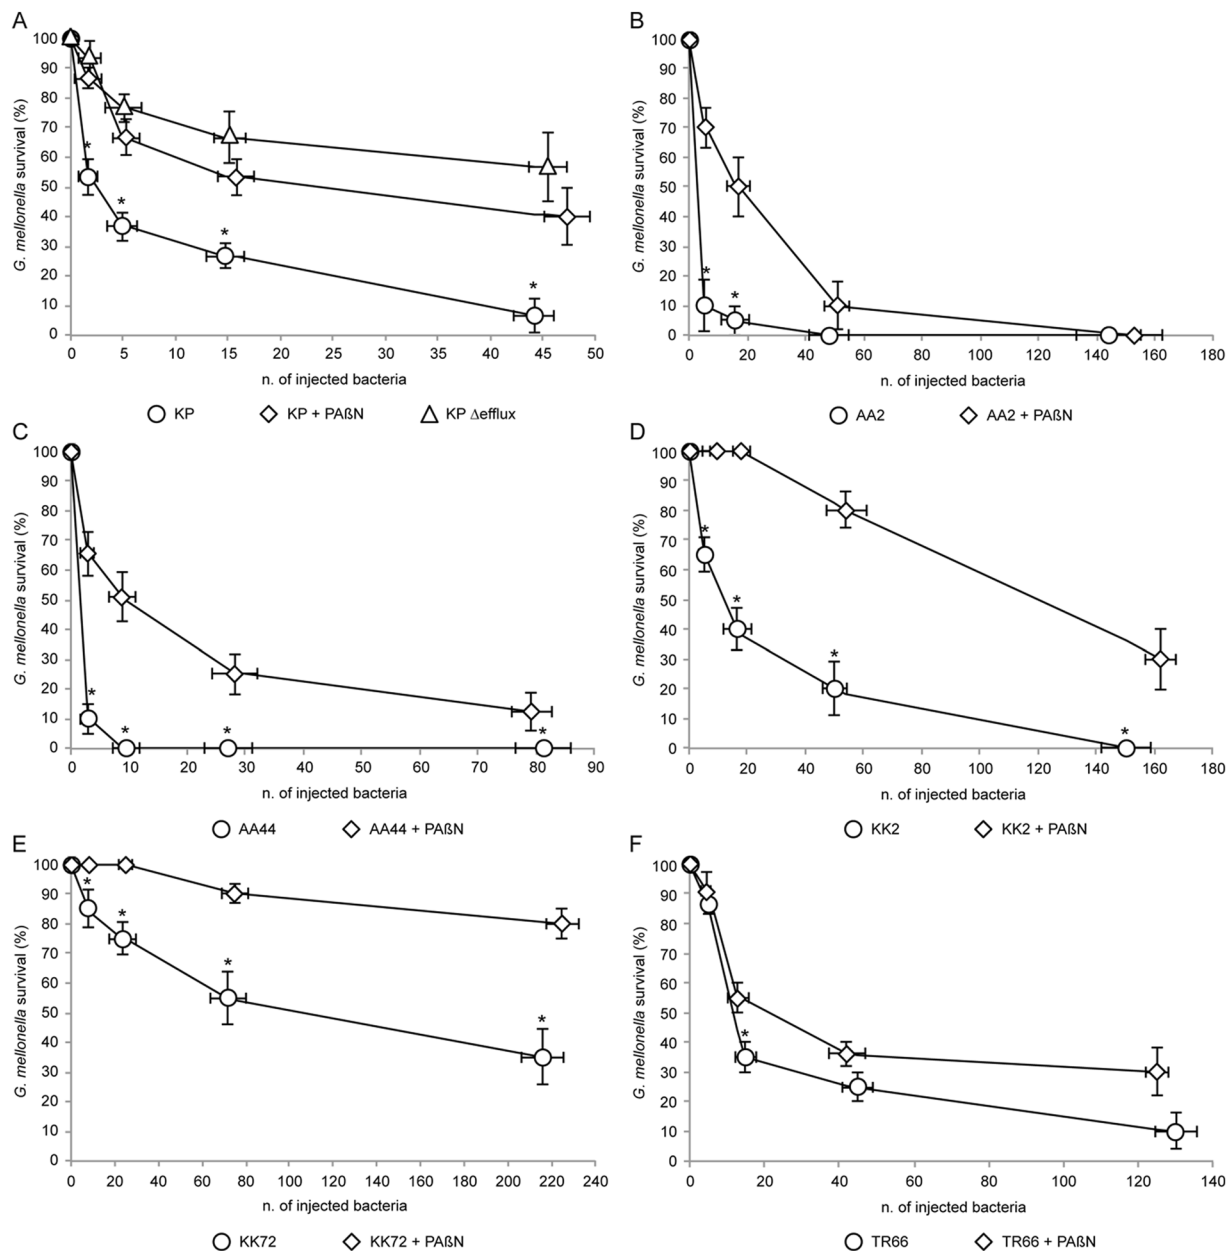 A
G. mellonella survival (%)
100
90
80
70
60
50
40
30
20
10
0
*
*
*
*
0 5 10 15 20 25 30 35 40 45 50
n. of injected bacteria
KP KP + PAßN KP Δefflux
B
G. mellonella survival (%)
100
90
80
70
60
50
40
30
20
10
0
*
*
0 20 40 60 80 100 120 140 160 180
n. of injected bacteria
AA2 AA2 + PAßN
C
G. mellonella survival (%)
100
90
80
70
60
50
40
30
20
10
0
*
*
*
*
0 10 20 30 40 50 60 70 80 90
n. of injected bacteria
AA44 AA44 + PAßN
D
G. mellonella survival (%)
100
90
80
70
60
50
40
30
20
10
0
*
*
*
*
0 20 40 60 80 100 120 140 160 180
n. of injected bacteria
KK2 KK2 + PAßN
E
G. mellonella survival (%)
100
90
80
70
60
50
40
30
20
10
0
*
*
*
*
0 20 40 60 80 100 120 140 160 180 200 220 240
n. of injected bacteria
KK72 KK72 + PAßN
F
G. mellonella survival (%)
100
90
80
70
60
50
40
30
20
10
0
*
0 20 40 60 80 100 120 140
n. of injected bacteria
TR66 TR66 + PAßN